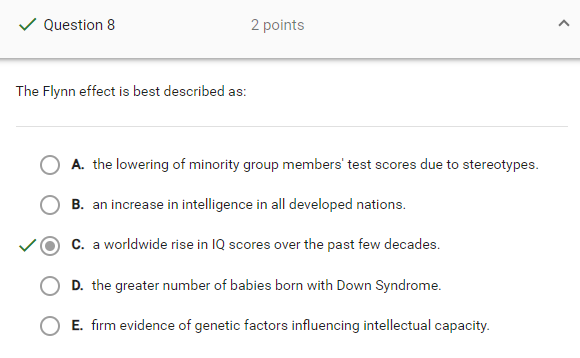 Question 8 2 points
The Flynn effect is best described as:
A. the lowering of minority group members' test scores due to stereotypes.
B. an increase in intelligence in all developed nations.
C. a worldwide rise in IQ scores over the past few decades.
D. the greater number of babies born with Down Syndrome.
E. firm evidence of genetic factors influencing intellectual capacity.